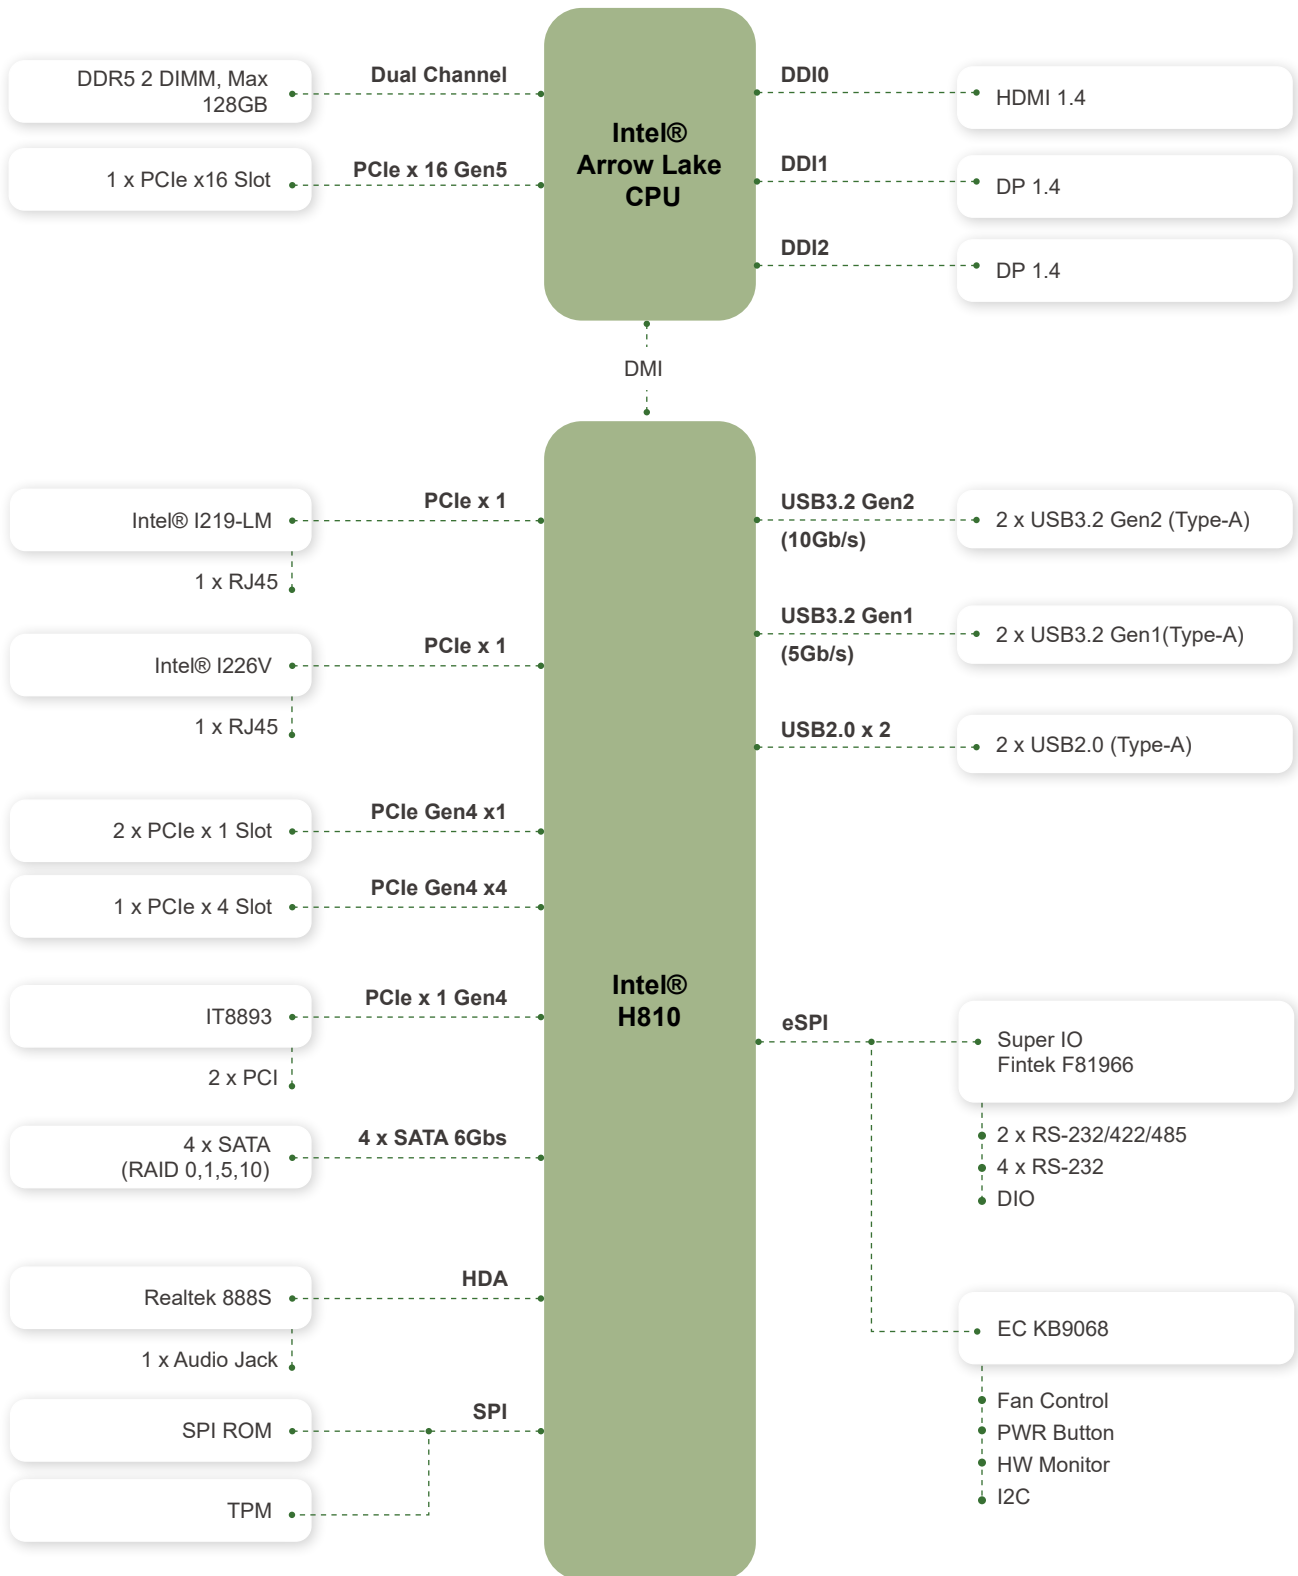 DDR5 2 DIMM, Max
128GB
Dual Channel
1 x PCIe x16 Slot
PCIe x 16 Gen5
Intel®
Arrow Lake
CPU
DDI0
HDMI 1.4
DDI1
DP 1.4
DDI2
DP 1.4
DMI
Intel® I219-LM
PCIe x 1
1 x RJ45
Intel® I226V
PCIe x 1
1 x RJ45
2 x PCIe x 1 Slot
PCIe Gen4 x1
1 x PCIe x 4 Slot
PCIe Gen4 x4
IT8893
PCIe x 1 Gen4
2 x PCI
4 x SATA
(RAID 0,1,5,10)
4 x SATA 6Gbs
Realtek 888S
HDA
1 x Audio Jack
SPI ROM
SPI
TPM
Intel®
H810
USB3.2 Gen2
(10Gb/s)
2 x USB3.2 Gen2 (Type-A)
USB3.2 Gen1
(5Gb/s)
2 x USB3.2 Gen1(Type-A)
USB2.0 x 2
2 x USB2.0 (Type-A)
eSPI
Super IO
Fintek F81966
2 x RS-232/422/485
4 x RS-232
DIO
EC KB9068
Fan Control
PWR Button
HW Monitor
I2C